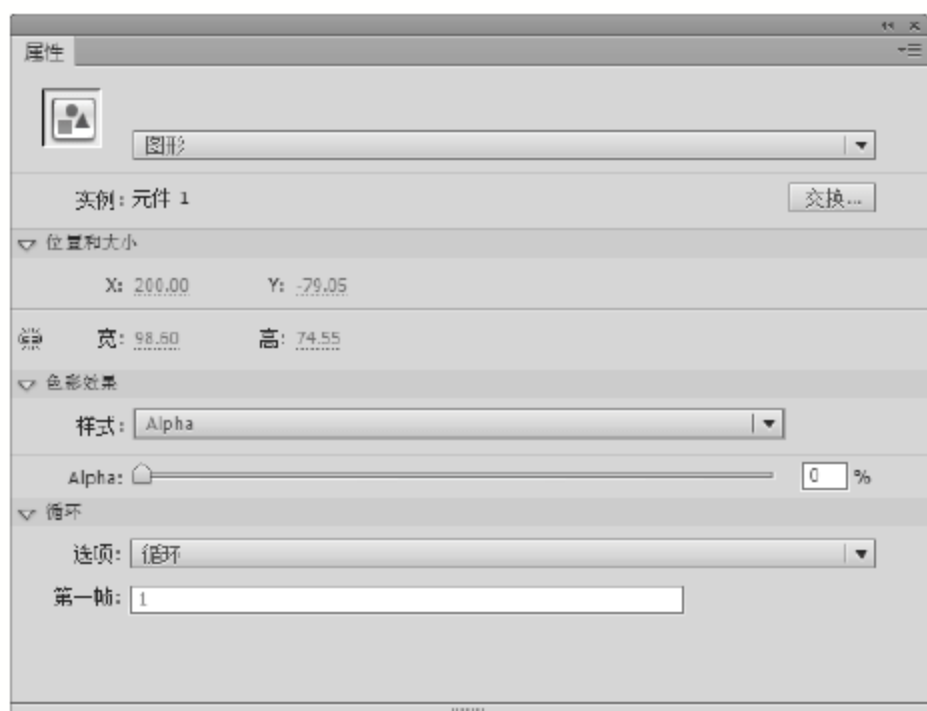 属性
图形
实例: 元件 1 交换...
位置和大小
X: 200.00 Y: -79.05
宽: 98.60 高: 74.55
色彩效果
样式: Alpha
Alpha: 0 %
循环
选项: 循环
第一帧: 1